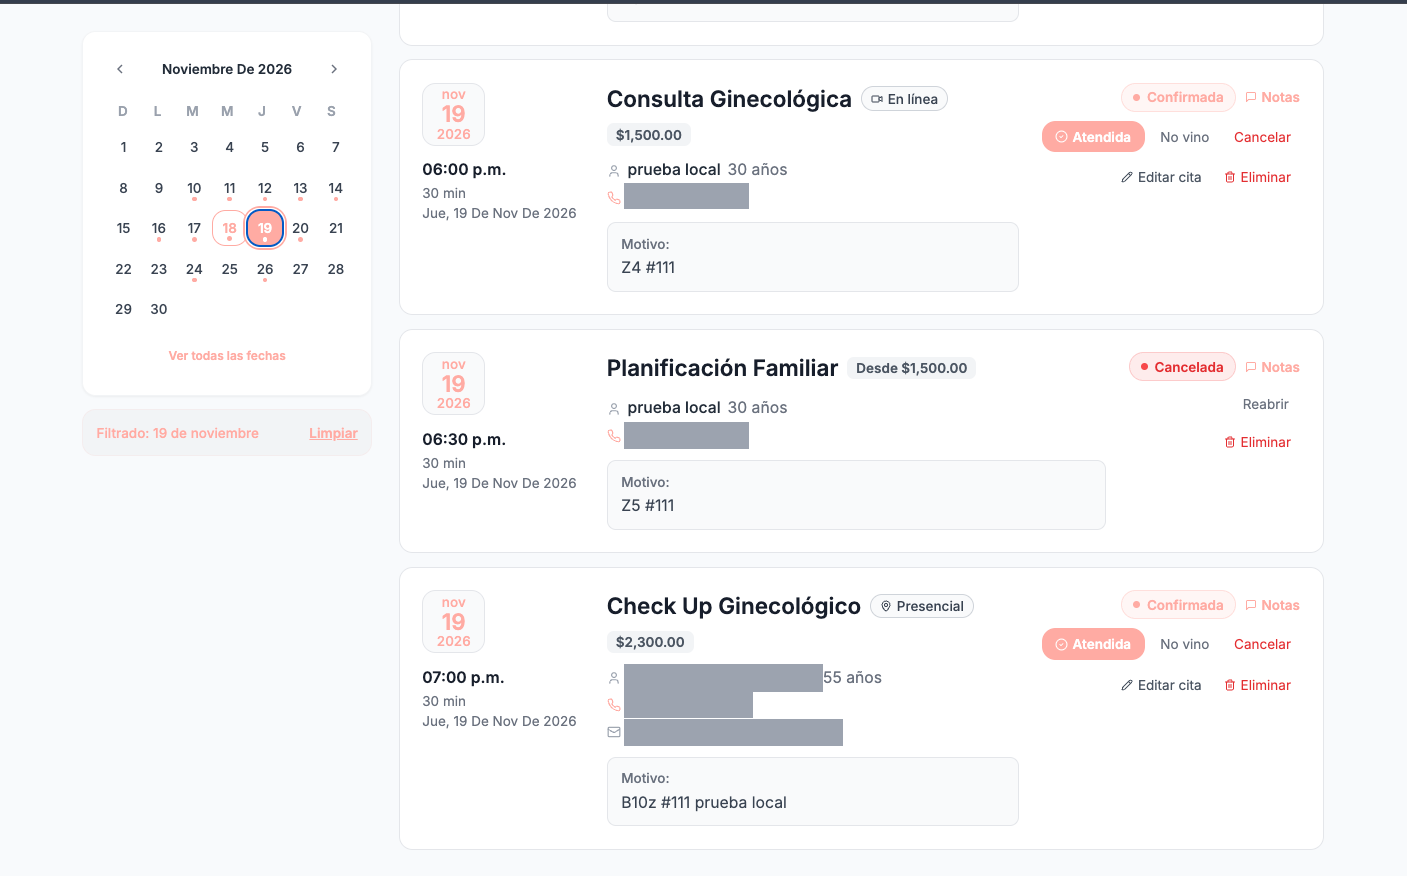 Noviembre De 2026
D L M M J V S
1 2 3 4 5 6 7
8 9 10 11 12 13 14
15 16 17 18 19 20 21
22 23 24 25 26 27 28
29 30
Ver todas las fechas
Filtrado: 19 de noviembre Limpiar
nov
19
2026
06:00 p.m.
30 min
Jue, 19 De Nov De 2026
Consulta Ginecológica En línea
$1,500.00
prueba local 30 años
Motivo:
Z4 #111
Confirmada Notas
Atendida No vino Cancelar
Editar cita Eliminar
nov
19
2026
06:30 p.m.
30 min
Jue, 19 De Nov De 2026
Planificación Familiar Desde $1,500.00
prueba local 30 años
Motivo:
Z5 #111
Cancelada Notas
Reabrir
Eliminar
nov
19
2026
07:00 p.m.
30 min
Jue, 19 De Nov De 2026
Check Up Ginecológico Presencial
$2,300.00
55 años
Motivo:
B10z #111 prueba local
Confirmada Notas
Atendida No vino Cancelar
Editar cita Eliminar